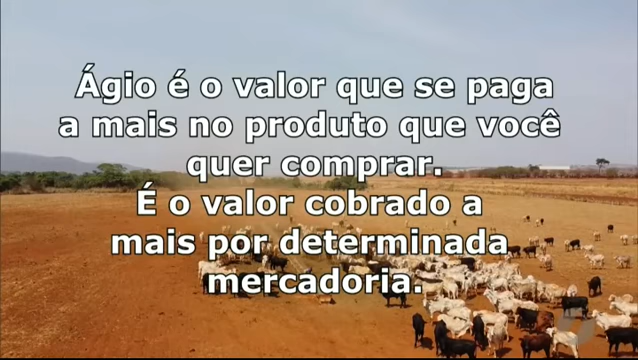 Ágio é o valor que se paga
a mais no produto que você
quer comprar.
É o valor cobrado a
mais por determinada
mercadoria.